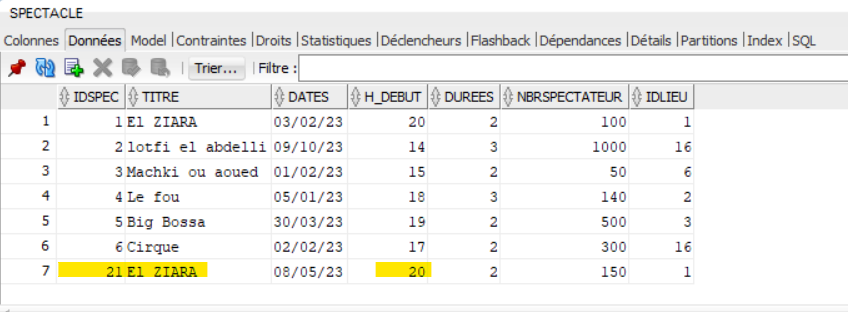 SPECTACLE
Colonnes Données Model |Contraintes |Droits |Statistiques |Déclencheurs |Flashback |Dépendances |Détails |Partitions |Index |SQL
Trier... Filtre :
IDSPEC TITRE DATES H_DEBUT DUREES NBRSPECTATEUR IDLIEU
1 1 El ZIARA 03/02/23 20 2 100 1
2 2 lotfi el abdelli 09/10/23 14 3 1000 16
3 3 Machki ou aoued 01/02/23 15 2 50 6
4 4 Le fou 05/01/23 18 3 140 2
5 5 Big Bossa 30/03/23 19 2 500 3
6 6 Cirque 02/02/23 17 2 300 16
7 21 El ZIARA 08/05/23 20 2 150 1